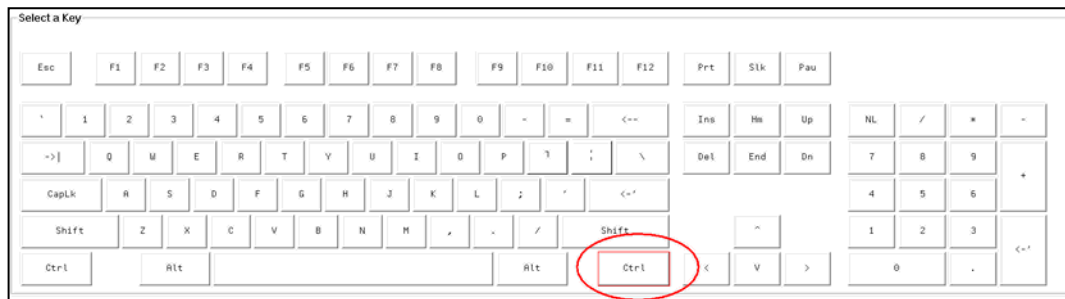 Select a Key
Esc F1 F2 F3 F4 F5 F6 F7 F8 F9 F10 F11 F12 Prt Slk Pau
` 1 2 3 4 5 6 7 8 9 0 - = <-- Ins Hm Up NL / * -
->| Q W E R T Y U I O P ┐ ¦ \ Del End Dn 7 8 9 +
CapLk A S D F G H J K L ; ' <-' 4 5 6
Shift Z X C V B N M , . / Shift ^ 1 2 3 <-'
Ctrl Alt Alt Ctrl < V > 0 .